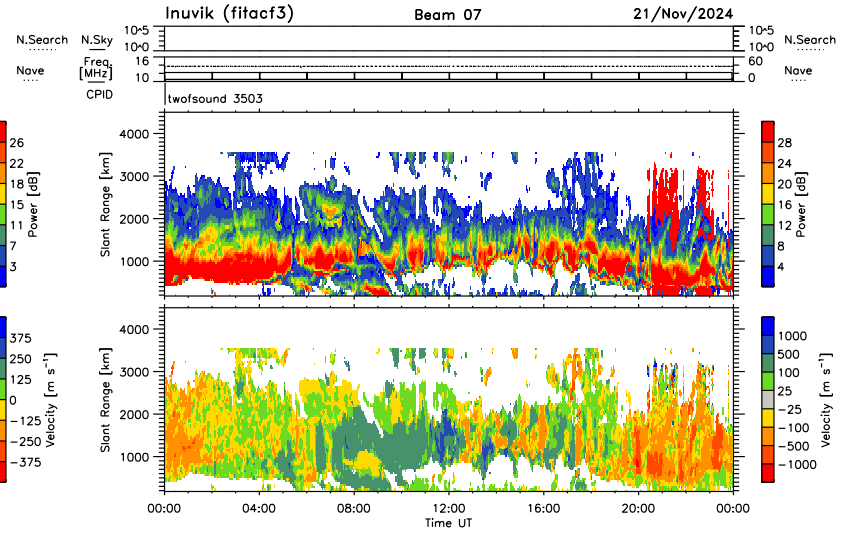 Inuvik (fitacf3) Beam 07 21/Nov/2024
N.Search N.Sky 10^5 10^0 10^5 10^0 N.Search
Nave Freq. [MHz] 16 10 60 0 Nave
CPID twofsound 3503
Power [dB] 26 22 18 15 11 7 3
Slant Range [km] 4000 3000 2000 1000
Power [dB] 28 24 20 16 12 8 4
Velocity [m s⁻¹] 375 250 125 0 −125 −250 −375
Slant Range [km] 4000 3000 2000 1000
Velocity [m s⁻¹] 1000 500 100 25 −25 −100 −500 −1000
00:00 04:00 08:00 12:00 16:00 20:00 00:00
Time UT